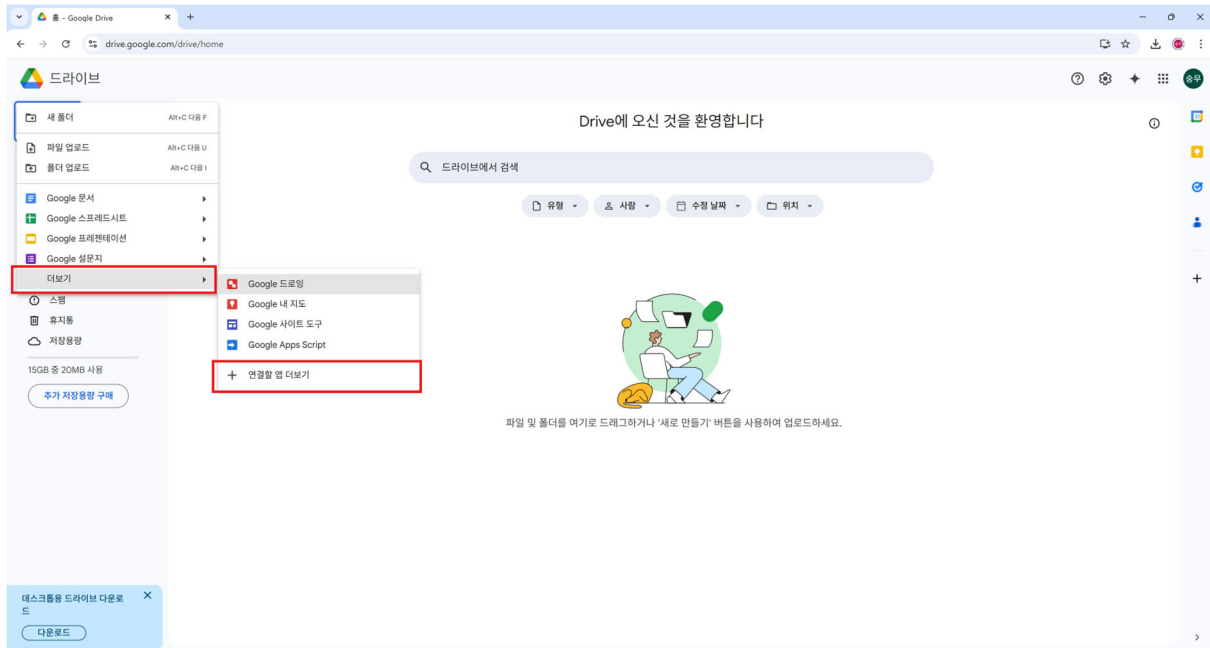 홈 - Google Drive
drive.google.com/drive/home
드라이브
숭무
새 폴더 Alt+C 다음 F
파일 업로드 Alt+C 다음 U
폴더 업로드 Alt+C 다음 I
Google 문서
Google 스프레드시트
Google 프레젠테이션
Google 설문지
더보기
Google 드로잉
Google 내 지도
Google 사이트 도구
Google Apps Script
연결할 앱 더보기
스팸
휴지통
저장용량
15GB 중 20MB 사용
추가 저장용량 구매
Drive에 오신 것을 환영합니다
드라이브에서 검색
유형
사람
수정 날짜
위치
파일 및 폴더를 여기로 드래그하거나 '새로 만들기' 버튼을 사용하여 업로드하세요.
데스크톱용 드라이브 다운로
드
다운로드